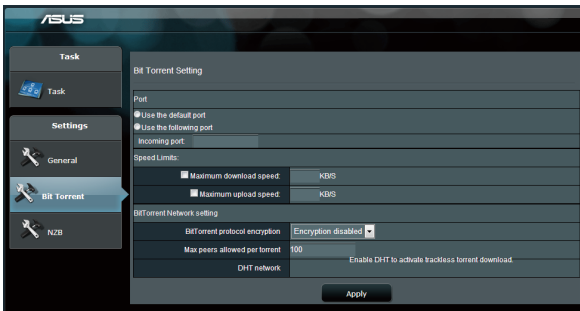 ASUS
Task
Task
Settings
General
Bit Torrent
NZB
Bit Torrent Setting
Port
Use the default port
Use the following port
Incoming port:
Speed Limits:
Maximum download speed: KB/S
Maximum upload speed: KB/S
BitTorrent Network setting
BitTorrent protocol encryption Encryption disabled
Max peers allowed per torrent 100
Enable DHT to activate trackless torrent download.
DHT network
Apply